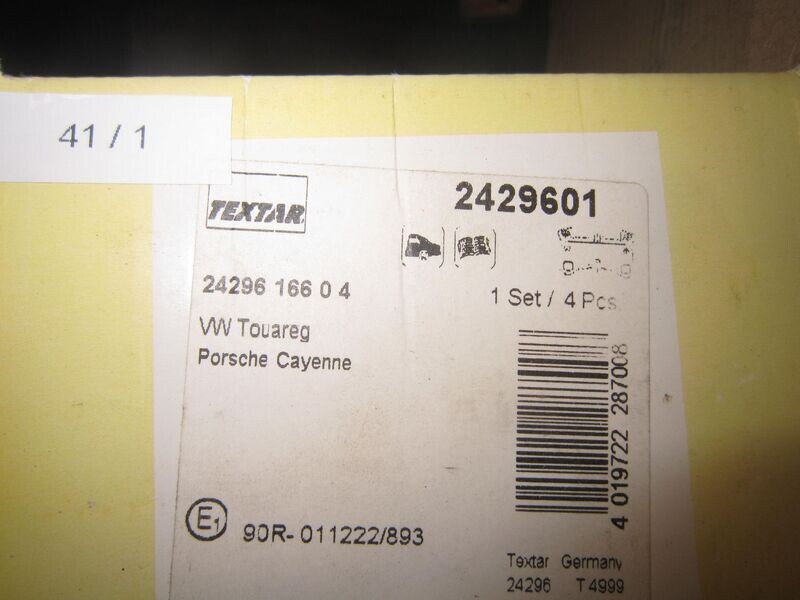 41 / 1
TEXTAR
2429601
24296 166 0 4
1 Set / 4 Pcs
VW Touareg
Porsche Cayenne
4 019722 287008
E1
90R- 011222/893
Textar Germany
24296 T 4999